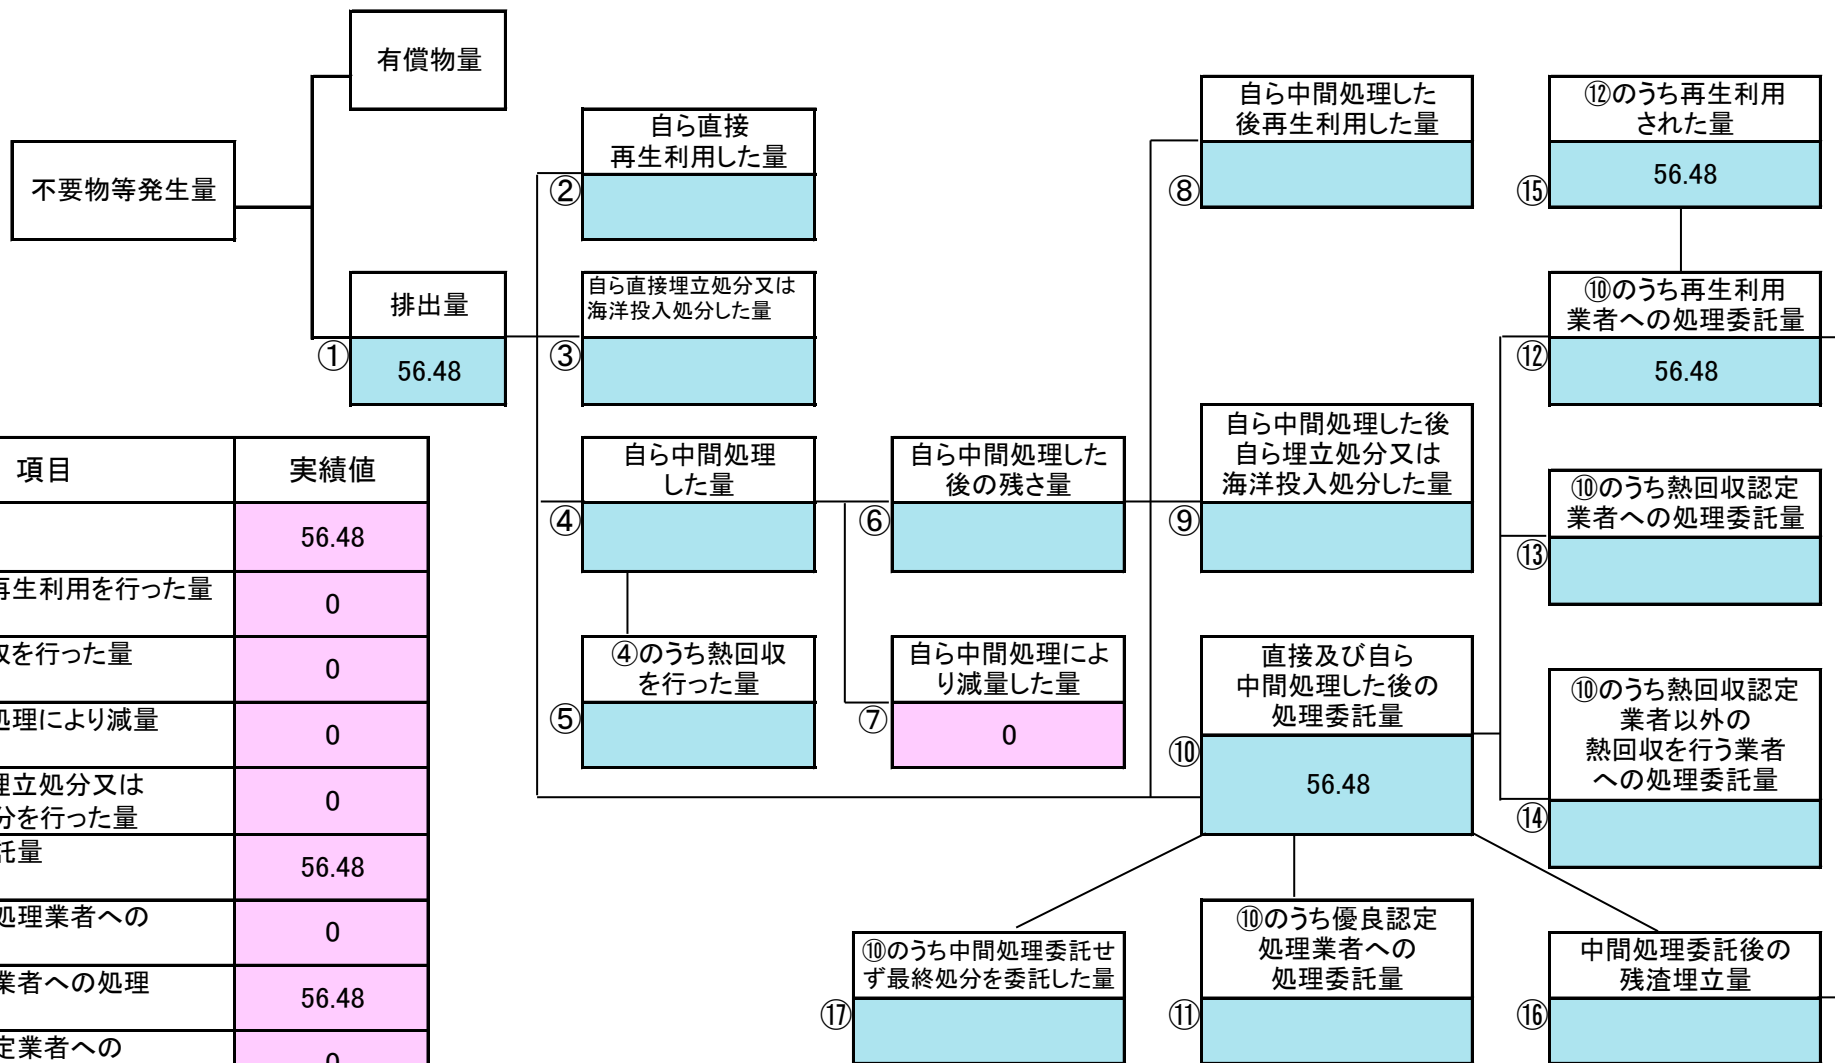 有償物量
不要物等発生量
排出量
①
56.48
自ら直接
再生利用した量
②
自ら直接埋立処分又は
海洋投入処分した量
③
自ら中間処理
した量
④
④のうち熱回収
を行った量
⑤
自ら中間処理した
後の残さ量
⑥
自ら中間処理によ
り減量した量
⑦
0
自ら中間処理した
後再生利用した量
⑧
自ら中間処理した後
自ら埋立処分又は
海洋投入処分した量
⑨
直接及び自ら
中間処理した後の
処理委託量
⑩
56.48
⑫のうち再生利用
された量
⑮
56.48
⑩のうち再生利用
業者への処理委託量
⑫
56.48
⑩のうち熱回収認定
業者への処理委託量
⑬
⑩のうち熱回収認定
業者以外の
熱回収を行う業者
への処理委託量
⑭
⑩のうち中間処理委託せ
ず最終処分を委託した量
⑰
⑩のうち優良認定
処理業者への
処理委託量
⑪
中間処理委託後の
残渣埋立量
⑯
項目
実績値
56.48
再生利用を行った量
0
を行った量
0
処理により減量
0
埋立処分又は
分を行った量
0
託量
56.48
処理業者への
0
業者への処理
56.48
定業者への
0